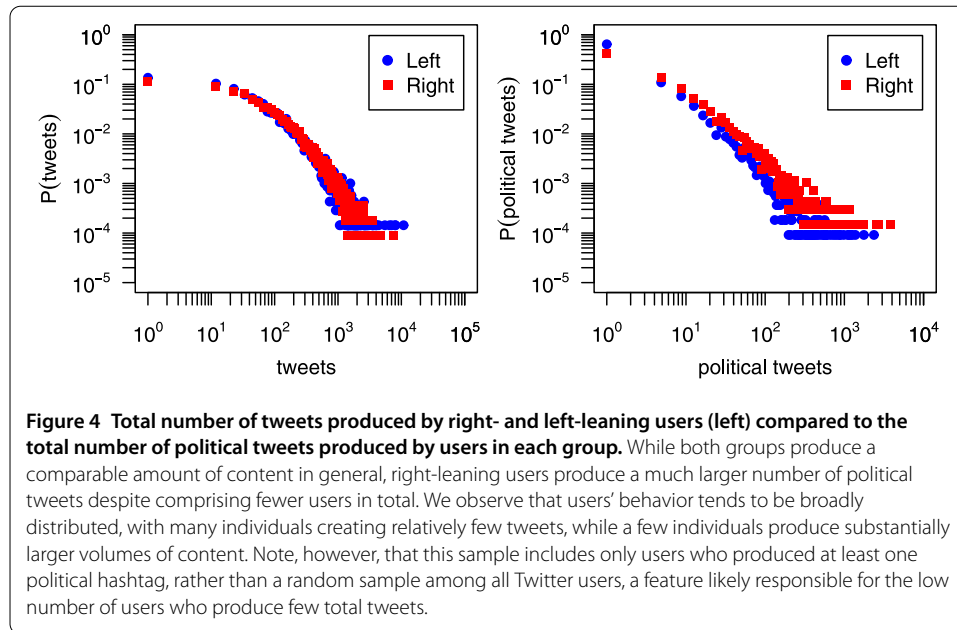 10^0
10^-1
10^-2
10^-3
10^-4
10^-5
P(tweets)
Left
Right
10^0 10^1 10^2 10^3 10^4 10^5
tweets
10^0
10^-1
10^-2
10^-3
10^-4
10^-5
P(political tweets)
Left
Right
10^0 10^1 10^2 10^3 10^4
political tweets
Figure 4 Total number of tweets produced by right- and left-leaning users (left) compared to the
total number of political tweets produced by users in each group. While both groups produce a
comparable amount of content in general, right-leaning users produce a much larger number of political
tweets despite comprising fewer users in total. We observe that users' behavior tends to be broadly
distributed, with many individuals creating relatively few tweets, while a few individuals produce substantially
larger volumes of content. Note, however, that this sample includes only users who produced at least one
political hashtag, rather than a random sample among all Twitter users, a feature likely responsible for the low
number of users who produce few total tweets.